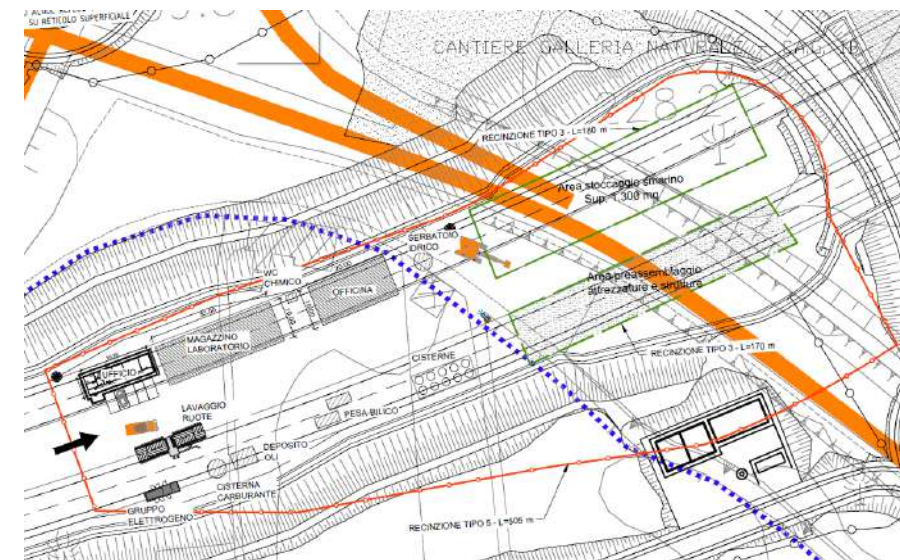 SU RETICOLO SUPERFICIALE
CANTIERE GALLERIA NATURALE
RECINZIONE TIPO 3 - L=180 m
Area stoccaggio smarino
Sup. 1.300 mq
SERBATOIO
IDRICO
WC
CHIMICO
OFFICINA
Area preassemblaggio
attrezzature e strutture
MAGAZZINO
LABORATORIO
CISTERNE
RECINZIONE TIPO 3 - L=170 m
UFFICIO
LAVAGGIO
RUOTE
PESA BILICO
DEPOSITO
OLI
CISTERNA
CARBURANTE
GRUPPO
ELETTROGENO
RECINZIONE TIPO 5 - L=505 m